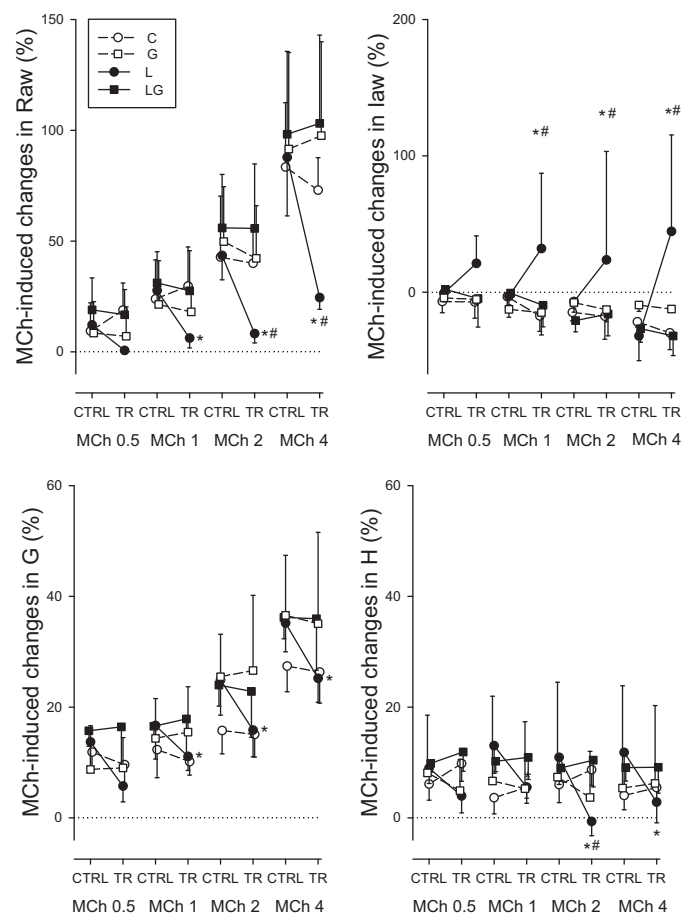 MCh-induced changes in Raw (%)
150
100
50
0
C
G
L
LG
*
*#
*#
CTRL TR CTRL TR CTRL TR CTRL TR
MCh 0.5 MCh 1 MCh 2 MCh 4
MCh-induced changes in Iaw (%)
200
100
0
*#
*#
*#
CTRL TR CTRL TR CTRL TR CTRL TR
MCh 0.5 MCh 1 MCh 2 MCh 4
MCh-induced changes in G (%)
60
40
20
0
*
*
*
CTRL TR CTRL TR CTRL TR CTRL TR
MCh 0.5 MCh 1 MCh 2 MCh 4
MCh-induced changes in H (%)
60
40
20
0
*#
*
CTRL TR CTRL TR CTRL TR CTRL TR
MCh 0.5 MCh 1 MCh 2 MCh 4